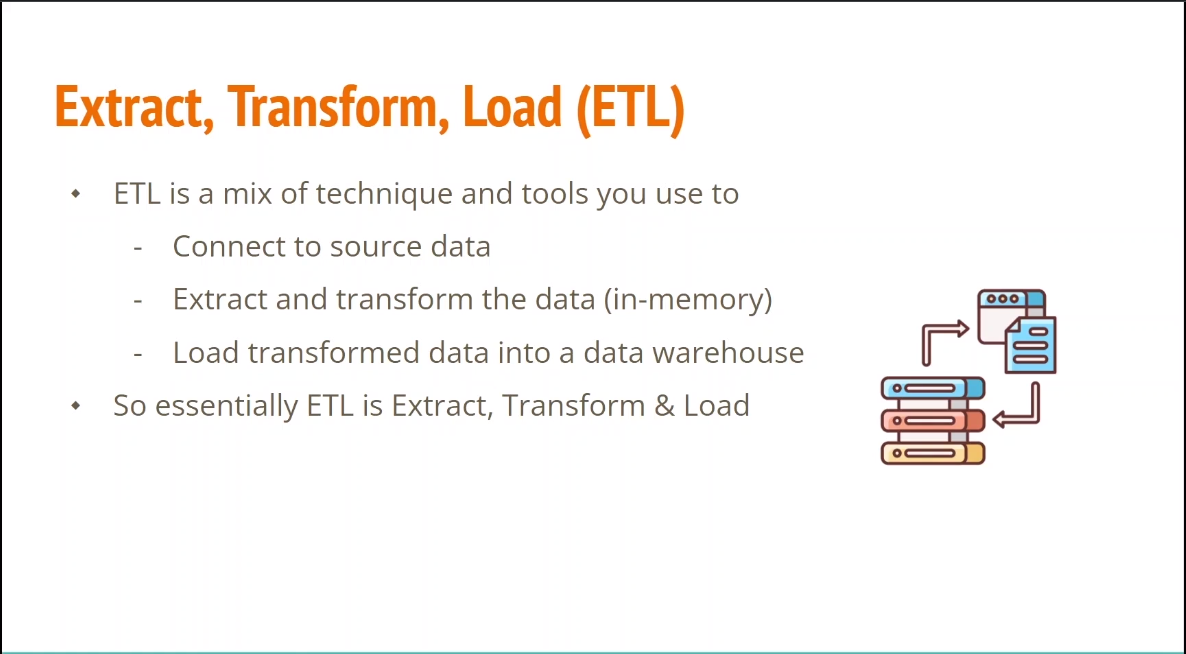 Extract, Transform, Load (ETL)
ETL is a mix of technique and tools you use to
- Connect to source data
- Extract and transform the data (in-memory)
- Load transformed data into a data warehouse
So essentially ETL is Extract, Transform & Load